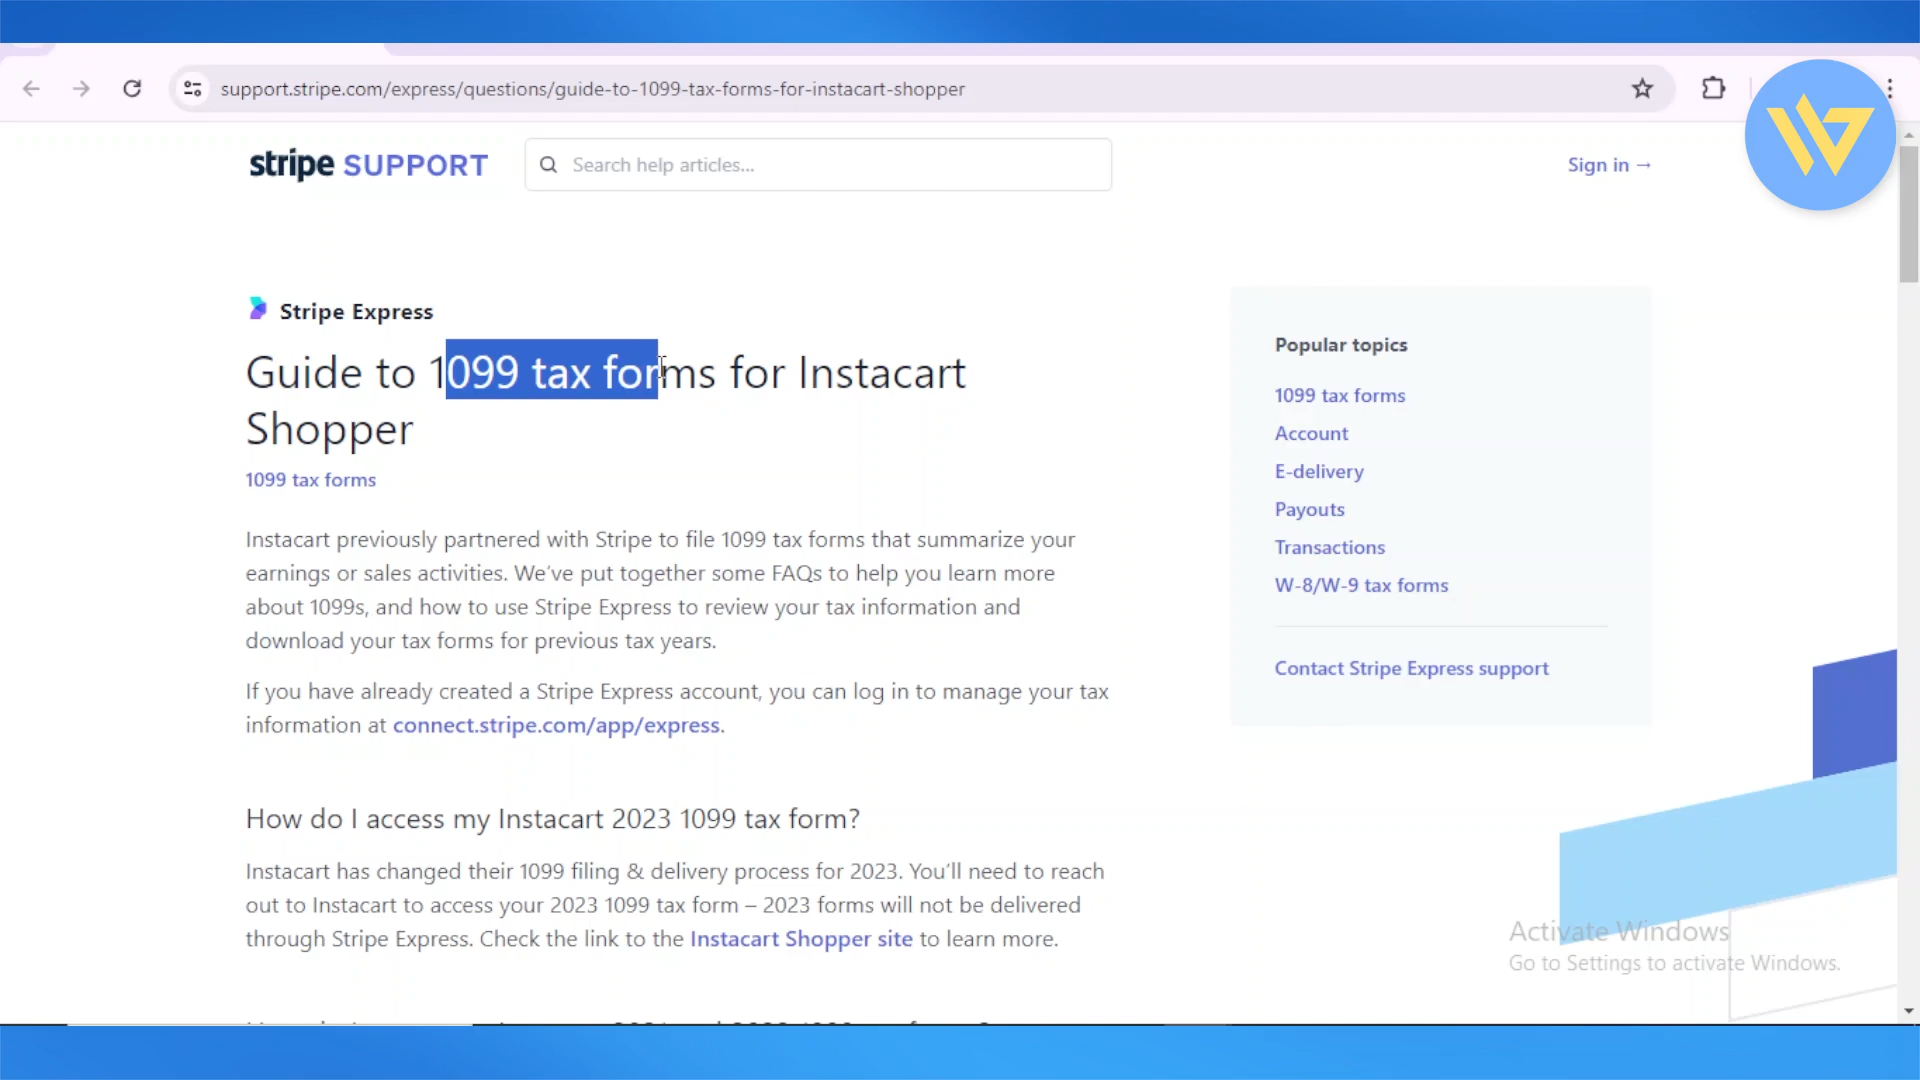 support.stripe.com/express/questions/guide-to-1099-tax-forms-for-instacart-shopper
stripe SUPPORT
Search help articles...
Sign in →
Stripe Express
Guide to 1099 tax forms for Instacart
Shopper
1099 tax forms
Instacart previously partnered with Stripe to file 1099 tax forms that summarize your
earnings or sales activities. We’ve put together some FAQs to help you learn more
about 1099s, and how to use Stripe Express to review your tax information and
download your tax forms for previous tax years.
If you have already created a Stripe Express account, you can log in to manage your tax
information at connect.stripe.com/app/express.
How do I access my Instacart 2023 1099 tax form?
Instacart has changed their 1099 filing & delivery process for 2023. You’ll need to reach
out to Instacart to access your 2023 1099 tax form – 2023 forms will not be delivered
through Stripe Express. Check the link to the Instacart Shopper site to learn more.
Popular topics
1099 tax forms
Account
E-delivery
Payouts
Transactions
W-8/W-9 tax forms
Contact Stripe Express support
Activate Windows
Go to Settings to activate Windows.